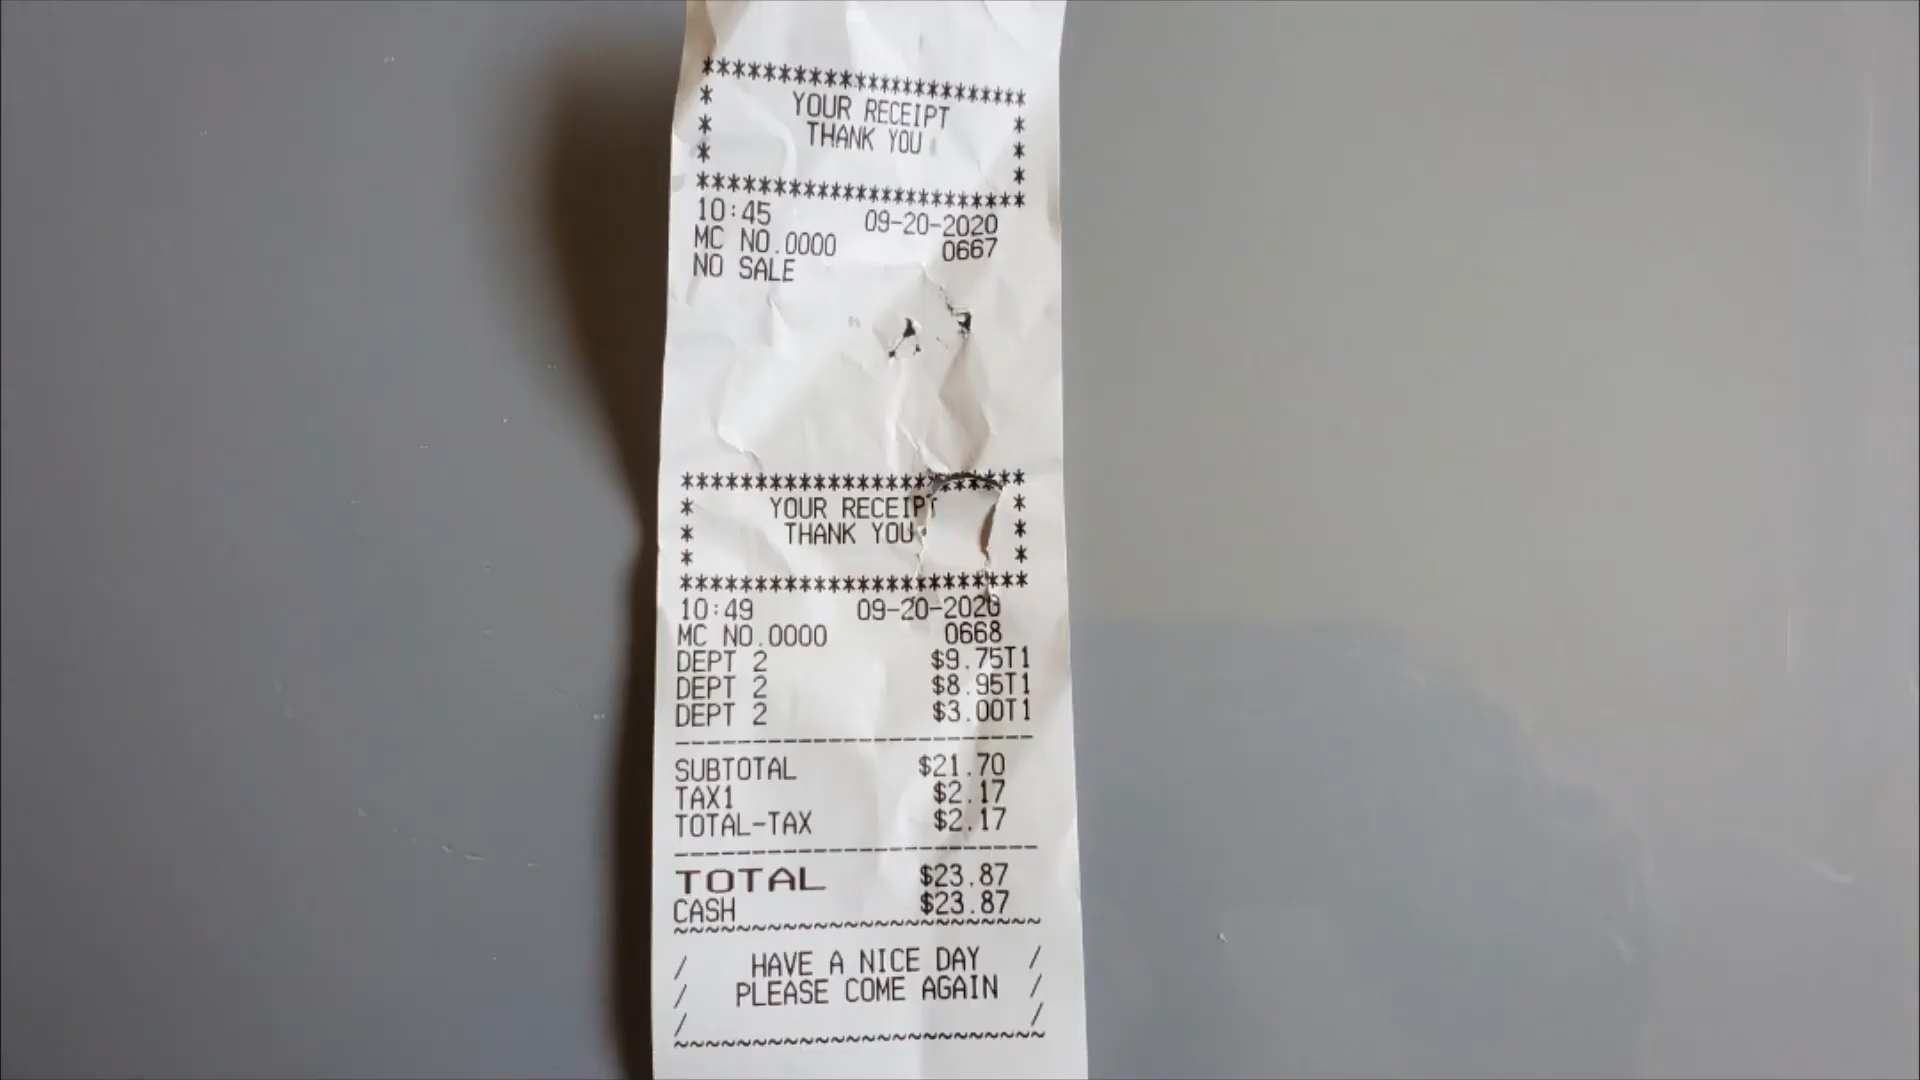 ***********************
* YOUR RECEIPT *
* THANK YOU *
* *
***********************
10:45 09-20-2020
MC NO.0000 0667
NO SALE
***********************
* YOUR RECEIPT *
* THANK YOU *
* *
***********************
10:49 09-20-2020
MC NO.0000 0668
DEPT 2 $9.75T1
DEPT 2 $8.95T1
DEPT 2 $3.00T1
------------------------
SUBTOTAL $21.70
TAX1 $2.17
TOTAL-TAX $2.17
------------------------
TOTAL $23.87
CASH $23.87
~~~~~~~~~~~~~~~~~~~~~~~~
/ HAVE A NICE DAY /
/ PLEASE COME AGAIN /
/ /
~~~~~~~~~~~~~~~~~~~~~~~~